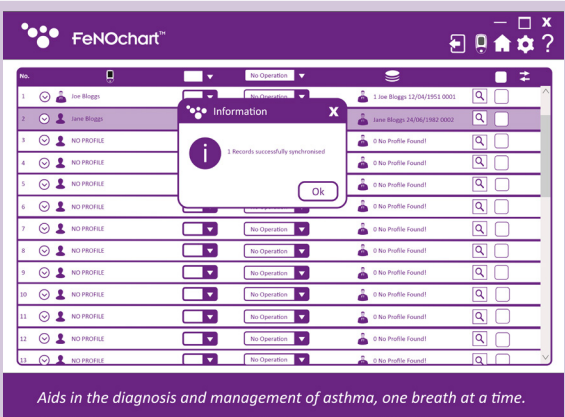 FeNOchart™
?
No. No Operation
1 Joe Bloggs No Operation 1 Joe Bloggs 12/04/1951 0001
Information X
2 Jane Bloggs Jane Bloggs 24/06/1982 0002
3 NO PROFILE 0 No Profile Found!
1 Records successfully synchronised
4 NO PROFILE 0 No Profile Found!
5 NO PROFILE 0 No Profile Found!
Ok
6 NO PROFILE No Operation 0 No Profile Found!
7 NO PROFILE No Operation 0 No Profile Found!
8 NO PROFILE No Operation 0 No Profile Found!
9 NO PROFILE No Operation 0 No Profile Found!
10 NO PROFILE No Operation 0 No Profile Found!
11 NO PROFILE No Operation 0 No Profile Found!
12 NO PROFILE No Operation 0 No Profile Found!
13 NO PROFILE No Operation 0 No Profile Found!
Aids in the diagnosis and management of asthma, one breath at a time.